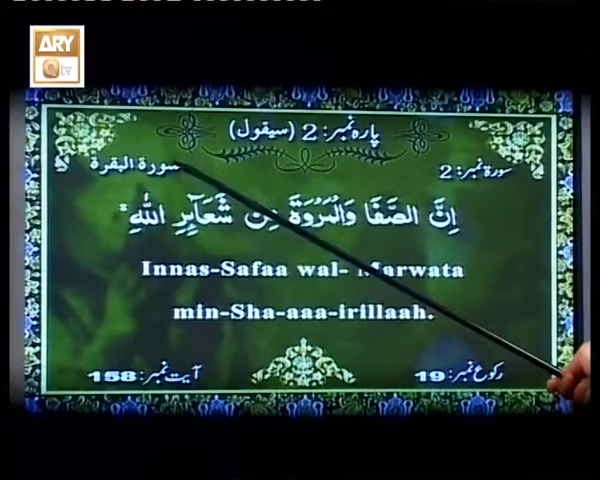 ARY
Qtv
پارہ نمبر: 2 (سیقول)
سورۃ نمبر: 2
سورۃ البقرۃ
اِنَّ الصَّفَا وَالْمَرْوَةَ مِنْ شَعَآىِٕرِ اللّٰهِ ۚ
Innas-Safaa wal- Marwata
min-Sha-aaa-irillaah.
رکوع نمبر: 19
آیت نمبر: 158